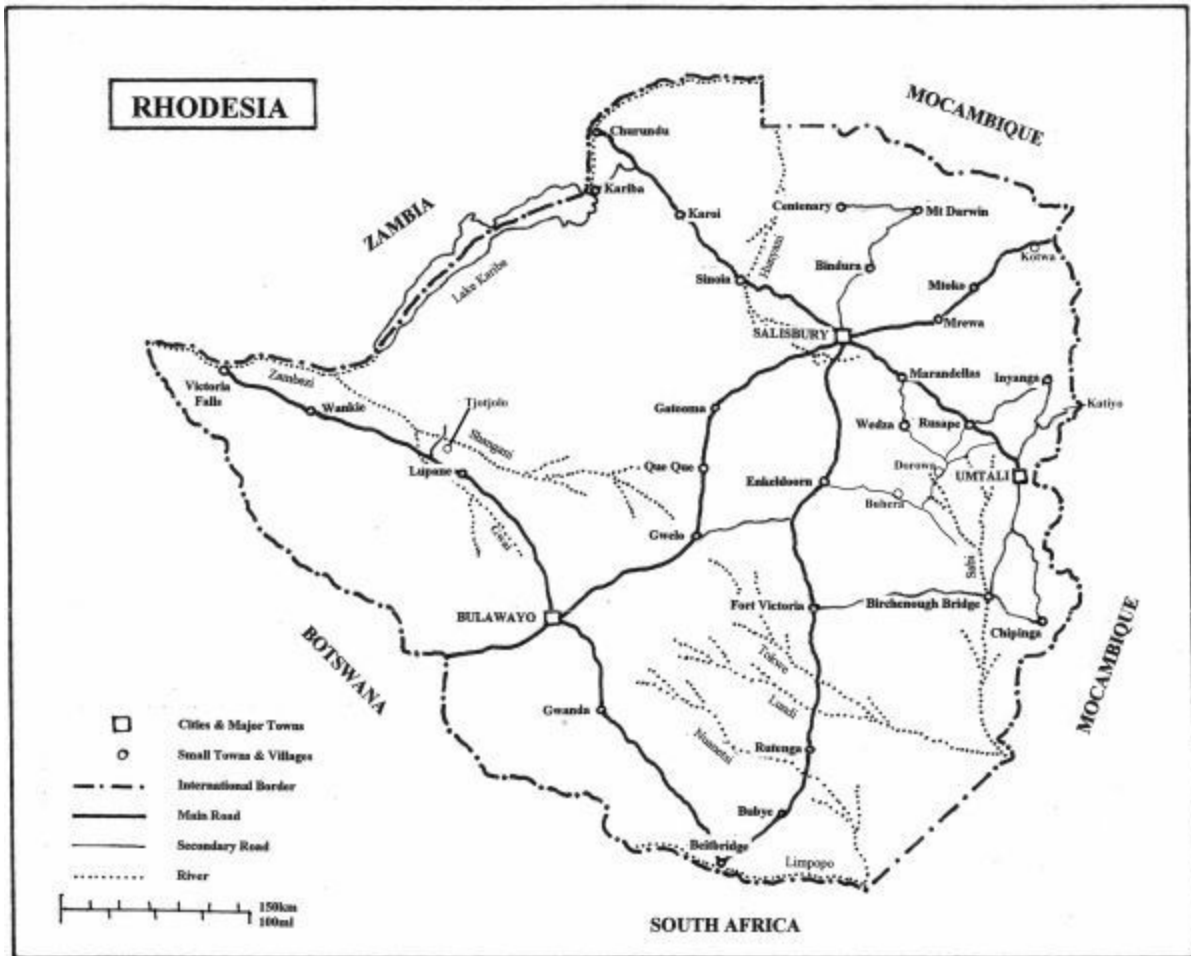 RHODESIA
MOCAMBIQUE
Churundu
Kariba
ZAMBIA
Karoi
Centenary
Mt Darwin
Lake Kariba
Hunyani
Bindura
Kotwa
Sinoia
Mtoko
Mrewa
SALISBURY
Victoria
Falls
Zambezi
Marandellas
Inyanga
Wankie
Tjotjolo
Gatooma
Katiyo
Wedza
Rusape
Shangani
Lupane
Que Que
Enkeldoorn
Dorowa
UMTALI
Buhera
Gwai
Gwelo
Sabi
Fort Victoria
Birchenough Bridge
BULAWAYO
Chipinga
BOTSWANA
Tokwe
MOCAMBIQUE
Lundi
Gwanda
Nuanetsi
Rutenga
Bubye
Beitbridge
Limpopo
SOUTH AFRICA
Cities & Major Towns
Small Towns & Villages
International Border
Main Road
Secondary Road
River
150km
100ml